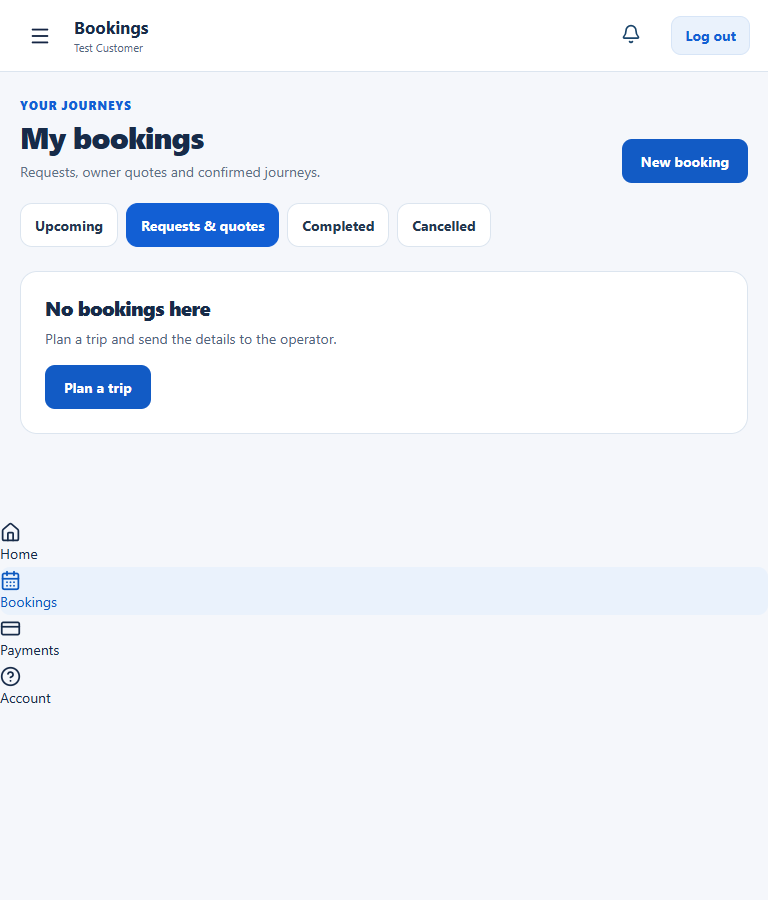 Bookings
Test Customer
Log out
YOUR JOURNEYS
My bookings
Requests, owner quotes and confirmed journeys.
New booking
Upcoming
Requests & quotes
Completed
Cancelled
No bookings here
Plan a trip and send the details to the operator.
Plan a trip
Home
Bookings
Payments
Account